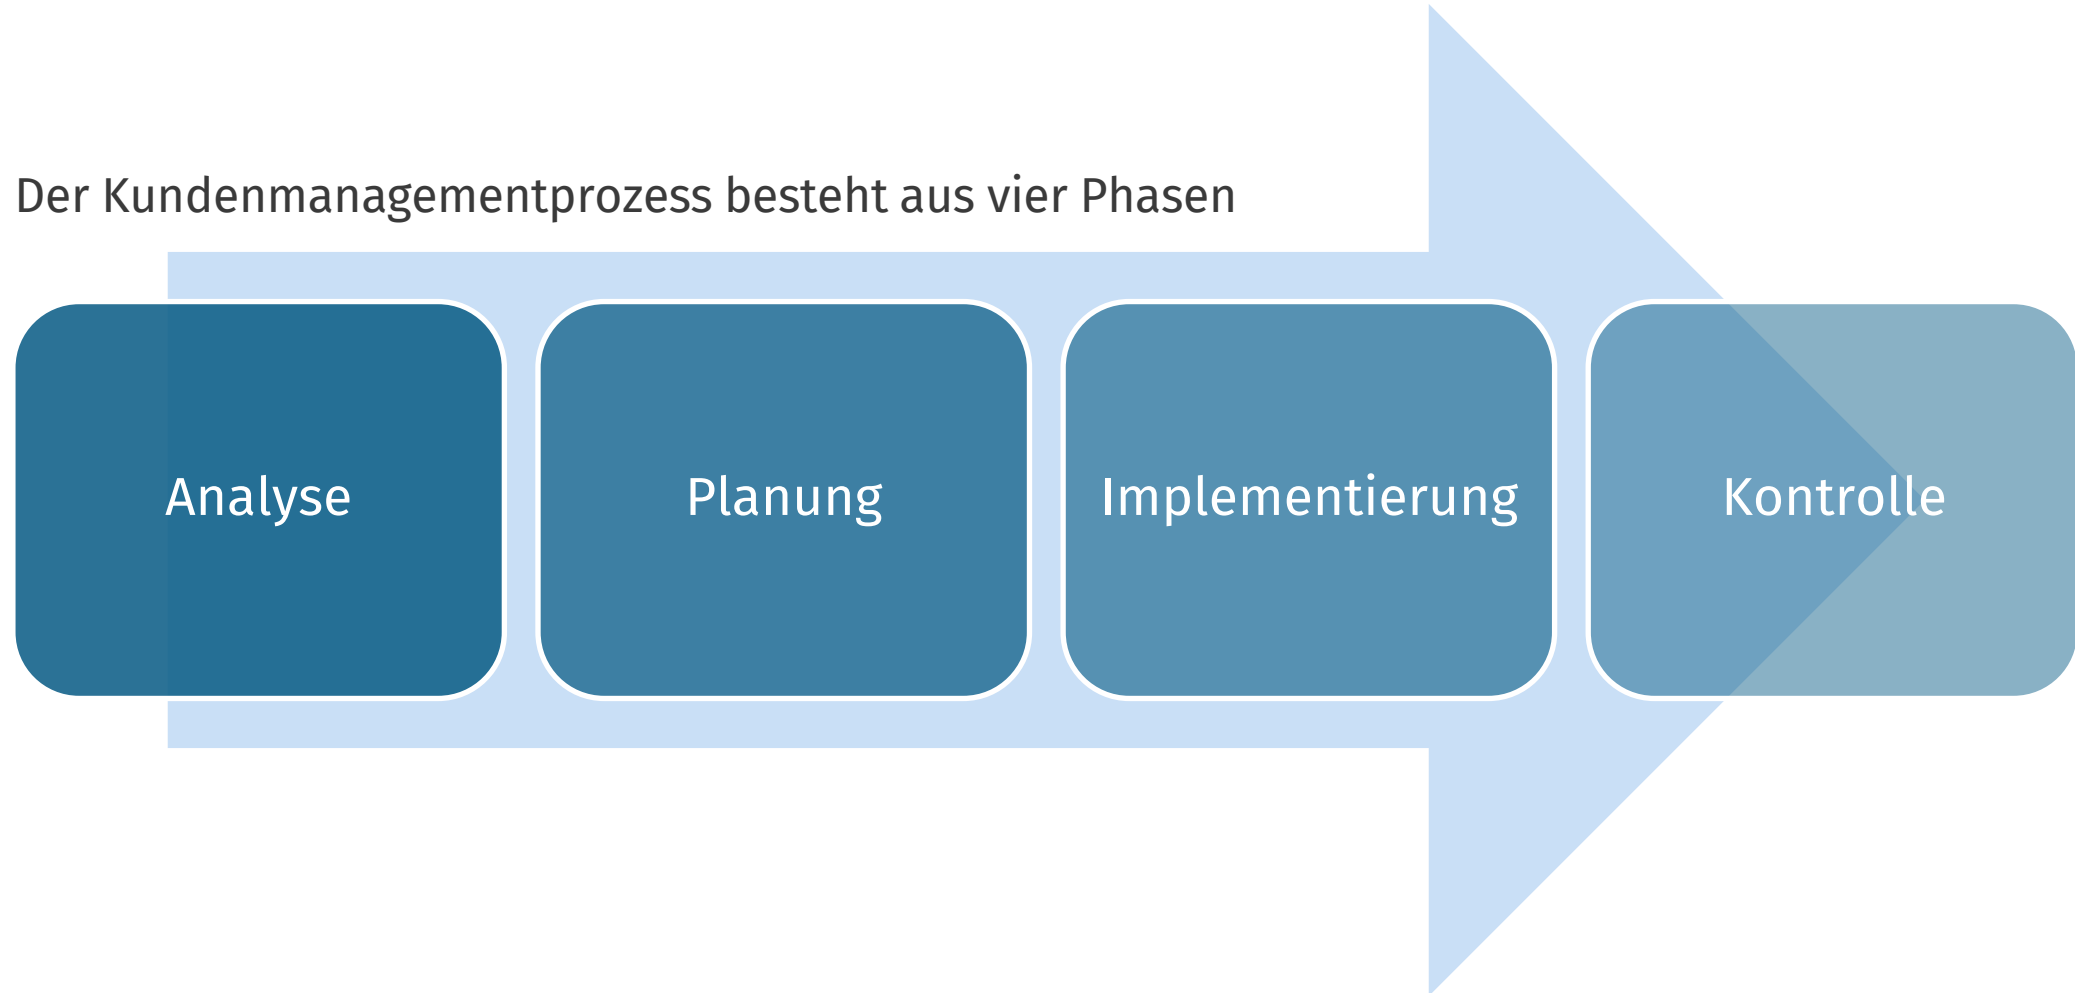 Der Kundenmanagementprozess besteht aus vier Phasen
Analyse
Planung
Implementierung
Kontrolle